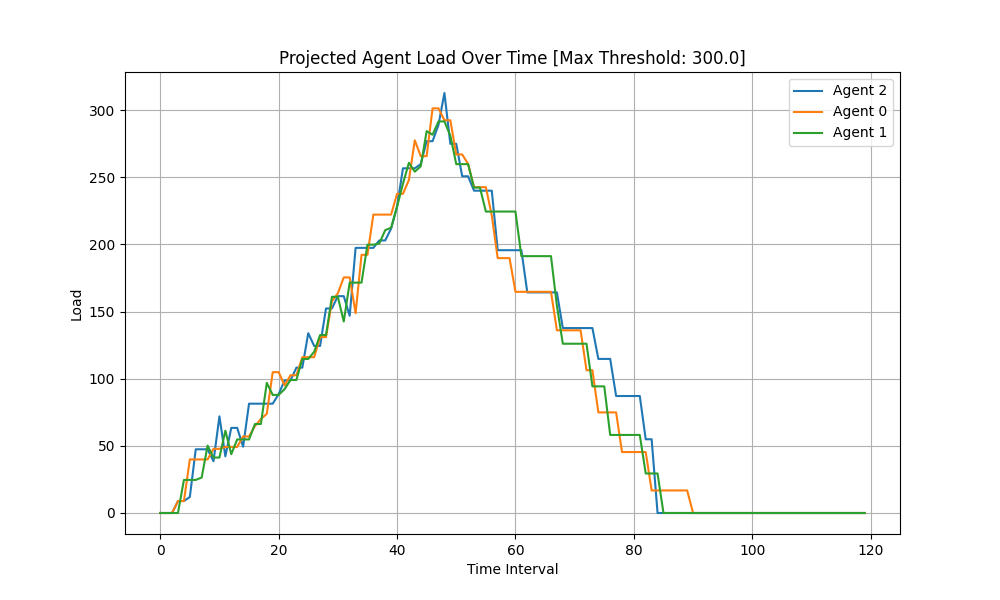 Projected Agent Load Over Time [Max Threshold: 300.0]
Agent 2
Agent 0
Agent 1
Load
300
250
200
150
100
50
0
0 20 40 60 80 100 120
Time Interval